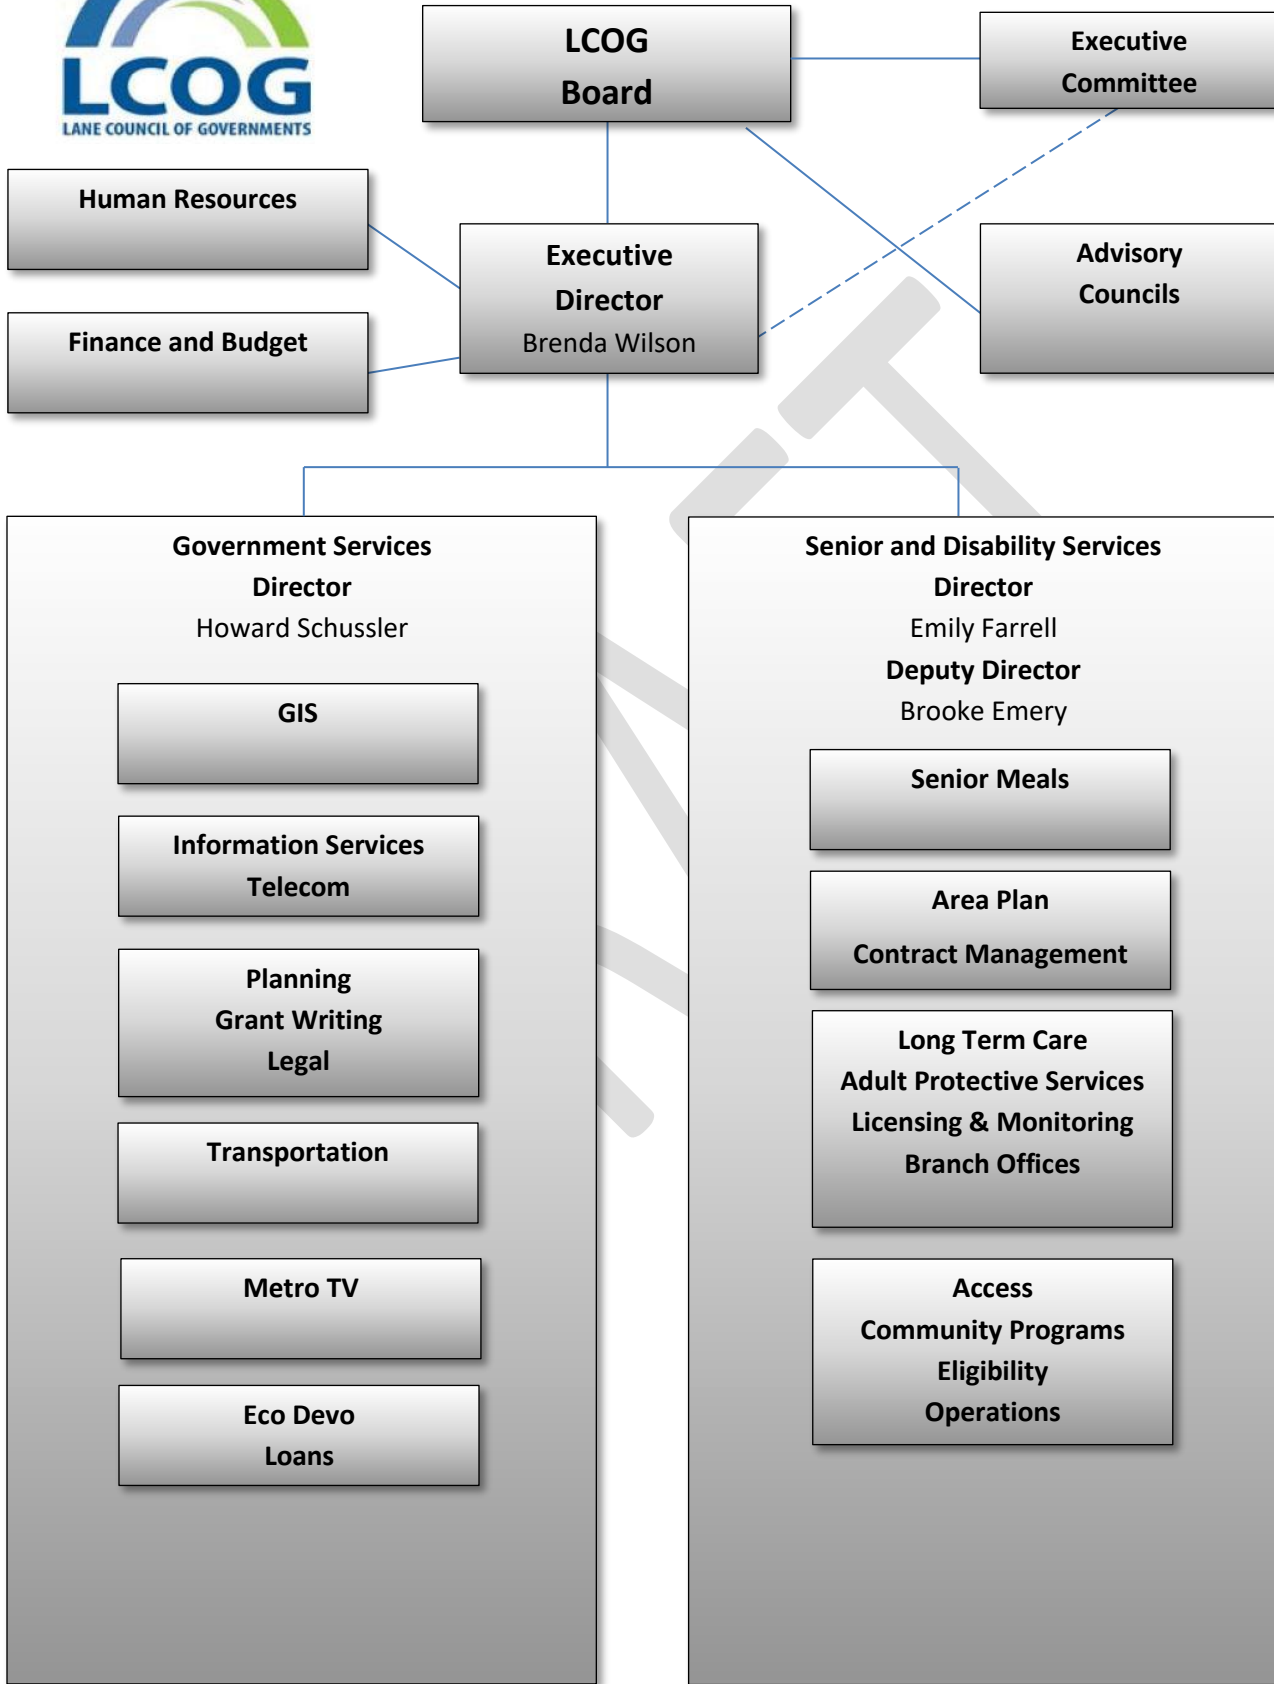 LCOG
LANE COUNCIL OF GOVERNMENTS
LCOG
Board
Executive
Committee
Human Resources
Executive
Director
Brenda Wilson
Advisory
Councils
Finance and Budget
Government Services
Director
Howard Schussler
GIS
Information Services
Telecom
Planning
Grant Writing
Legal
Transportation
Metro TV
Eco Devo
Loans
Senior and Disability Services
Director
Emily Farrell
Deputy Director
Brooke Emery
Senior Meals
Area Plan
Contract Management
Long Term Care
Adult Protective Services
Licensing & Monitoring
Branch Offices
Access
Community Programs
Eligibility
Operations